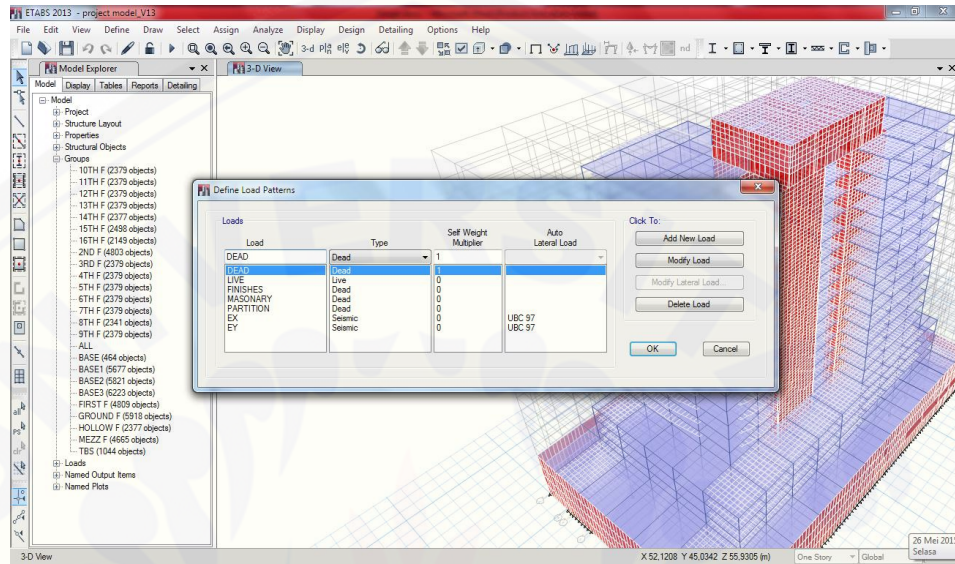 ETABS 2013 - project model_V13
File Edit View Define Draw Select Assign Analyze Display Design Detailing Options Help
3-d
nd
Model Explorer
3-D View
Model Display Tables Reports Detailing
Model
Project
Structure Layout
Properties
Structural Objects
Groups
10TH F (2379 objects)
11TH F (2379 objects)
12TH F (2379 objects)
13TH F (2379 objects)
14TH F (2377 objects)
15TH F (2498 objects)
16TH F (2149 objects)
2ND F (4803 objects)
3RD F (2379 objects)
4TH F (2379 objects)
5TH F (2379 objects)
6TH F (2379 objects)
7TH F (2379 objects)
8TH F (2341 objects)
9TH F (2379 objects)
ALL
BASE (464 objects)
BASE1 (5677 objects)
BASE2 (5821 objects)
BASE3 (6223 objects)
FIRST F (4809 objects)
GROUND F (5918 objects)
HOLLOW F (2377 objects)
MEZZ F (4665 objects)
TBS (1044 objects)
Loads
Named Output Items
Named Plots
all
PS
clr
Define Load Patterns
Loads
Load Type Self Weight Multiplier Auto Lateral Load
DEAD Dead 1
DEAD Dead 1
LIVE Live 0
FINISHES Dead 0
MASONARY Dead 0
PARTITION Dead 0
EX Seismic 0 UBC 97
EY Seismic 0 UBC 97
Click To:
Add New Load
Modify Load
Modify Lateral Load...
Delete Load
OK Cancel
3-D View
X 52,1208 Y 45,0342 Z 55,9305 (m)
One Story
Global
26 Mei 201
Selasa